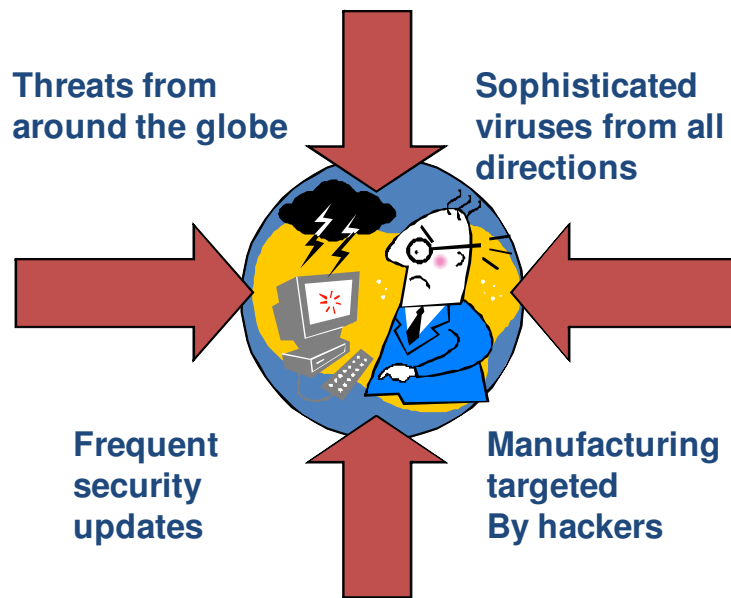 Threats from
around the globe
Sophisticated
viruses from all
directions
Frequent
security
updates
Manufacturing
targeted
By hackers